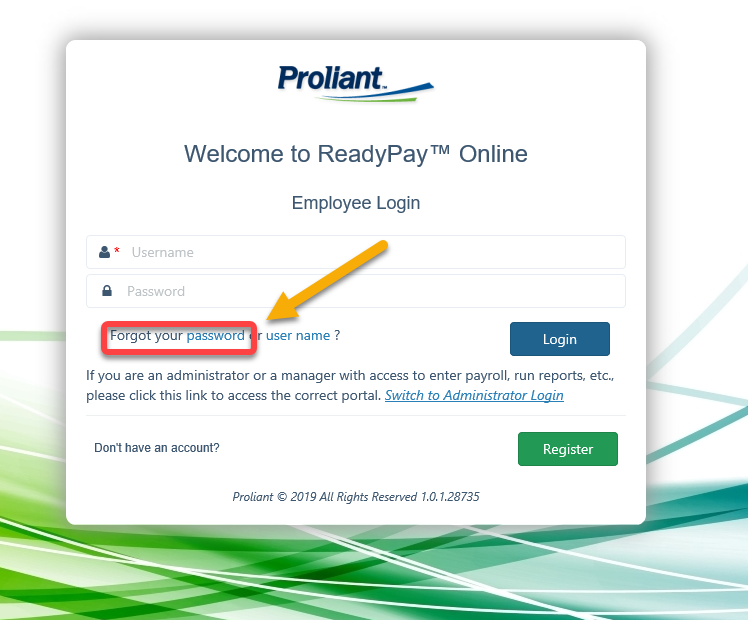 Proliant™
Welcome to ReadyPay™ Online
Employee Login
* Username
Password
Forgot your password or user name ?
Login
If you are an administrator or a manager with access to enter payroll, run reports, etc.,
please click this link to access the correct portal. Switch to Administrator Login
Don't have an account?
Register
Proliant © 2019 All Rights Reserved 1.0.1.28735